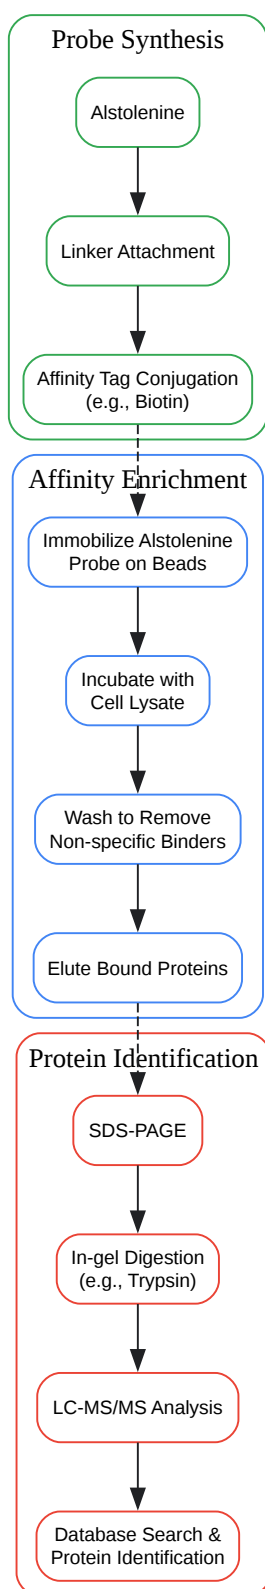 Probe Synthesis
Alstolenine
Linker Attachment
Affinity Tag Conjugation
(e.g., Biotin)
Affinity Enrichment
Immobilize Alstolenine
Probe on Beads
Incubate with
Cell Lysate
Wash to Remove
Non-specific Binders
Elute Bound Proteins
Protein Identification
SDS-PAGE
In-gel Digestion
(e.g., Trypsin)
LC-MS/MS Analysis
Database Search &
Protein Identification